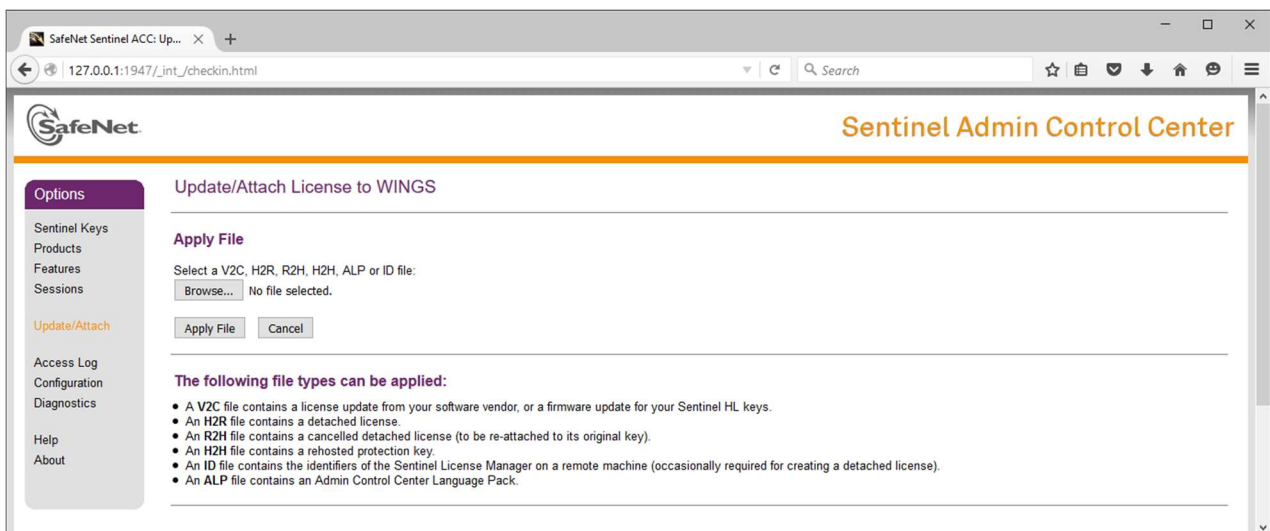 SafeNet Sentinel ACC: Up...
127.0.0.1:1947/_int_/checkin.html
Search
SafeNet.
Sentinel Admin Control Center
Options
Sentinel Keys
Products
Features
Sessions
Update/Attach
Access Log
Configuration
Diagnostics
Help
About
Update/Attach License to WINGS
Apply File
Select a V2C, H2R, R2H, H2H, ALP or ID file:
Browse... No file selected.
Apply File Cancel
The following file types can be applied:
• A V2C file contains a license update from your software vendor, or a firmware update for your Sentinel HL keys.
• An H2R file contains a detached license.
• An R2H file contains a cancelled detached license (to be re-attached to its original key).
• An H2H file contains a rehosted protection key.
• An ID file contains the identifiers of the Sentinel License Manager on a remote machine (occasionally required for creating a detached license).
• An ALP file contains an Admin Control Center Language Pack.